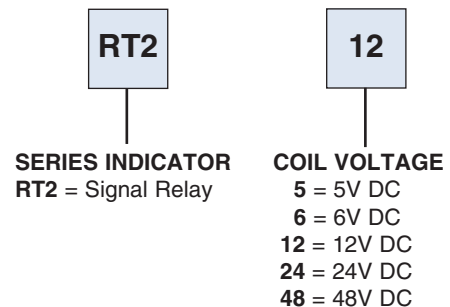 RT2 12
SERIES INDICATOR
RT2 = Signal Relay
COIL VOLTAGE
5 = 5V DC
6 = 6V DC
12 = 12V DC
24 = 24V DC
48 = 48V DC